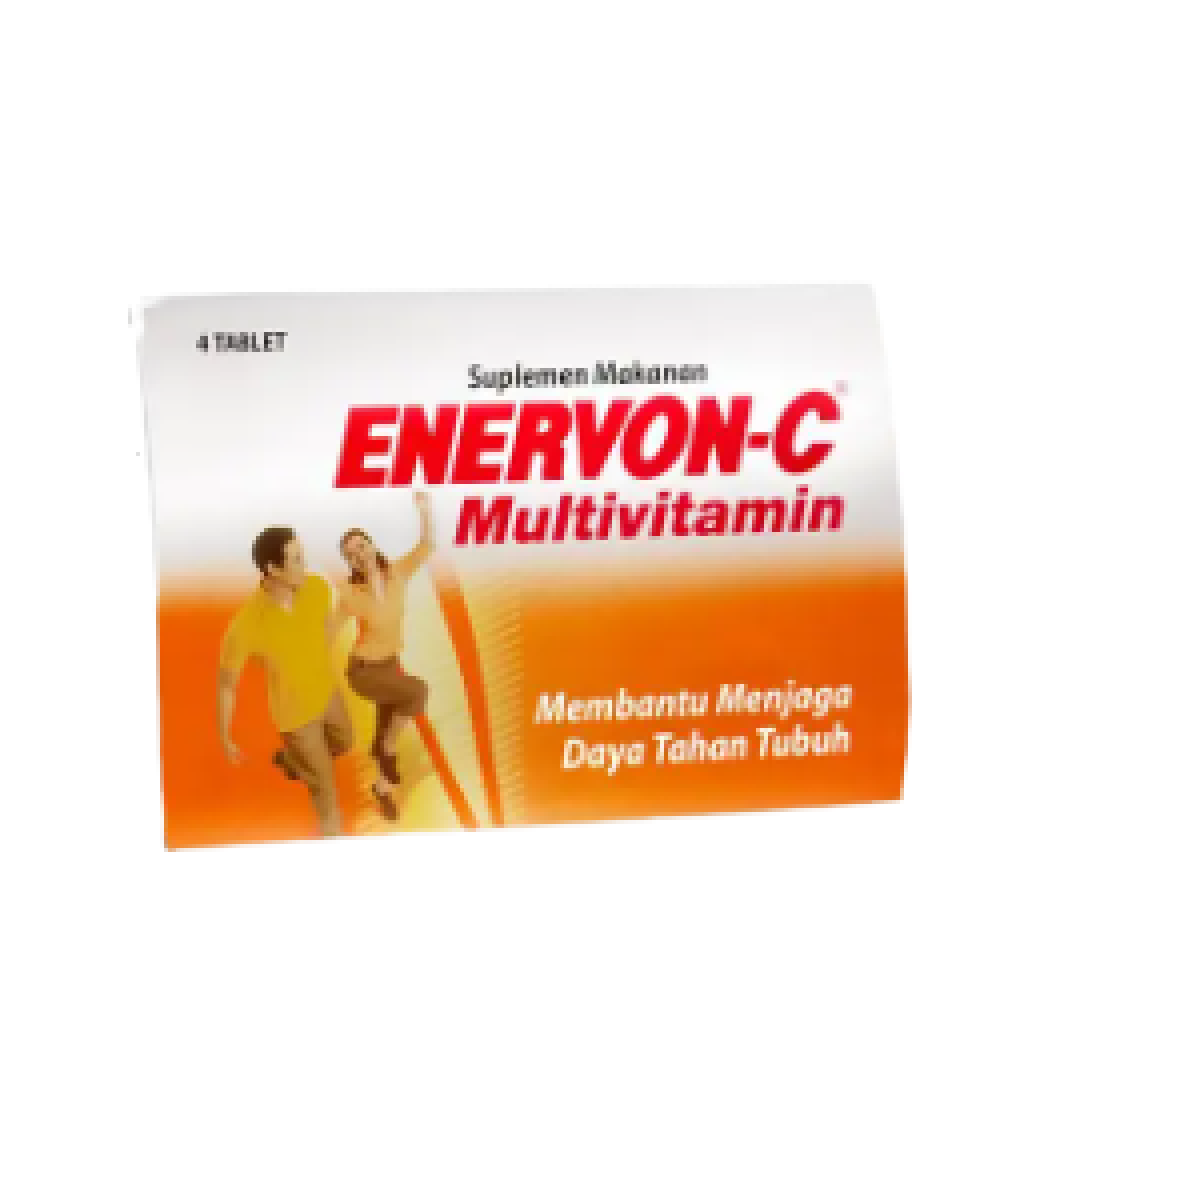 4 TABLET
Suplemen Makanan
ENERVON-C®
Multivitamin
Membantu Menjaga
Daya Tahan Tubuh